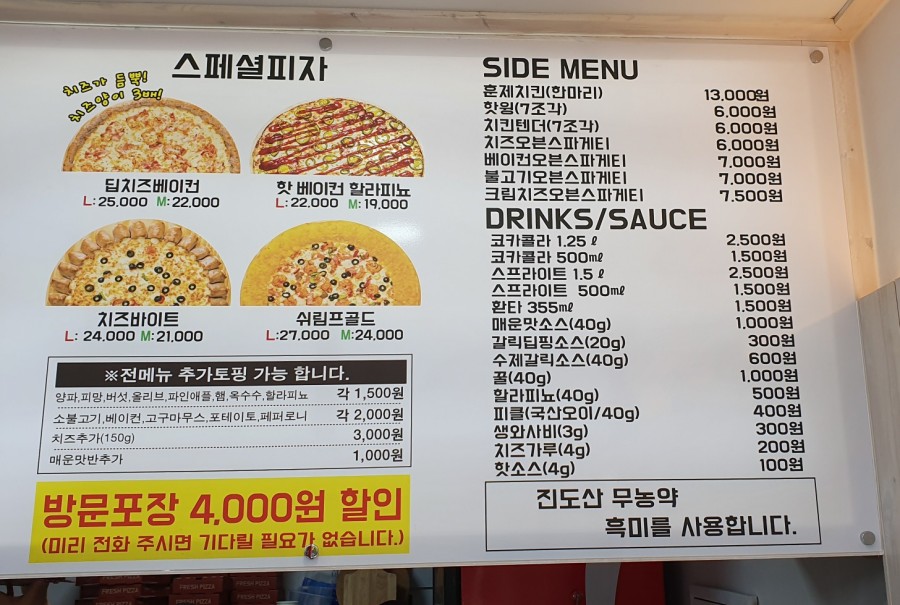 스페셜피자
치즈가 듬뿍!
치즈양이 3배!
딥치즈베이컨
L:25,000 M:22,000
핫 베이컨 할라피뇨
L:22,000 M:19,000
치즈바이트
L:24,000 M:21,000
쉬림프골드
L:27,000 M:24,000
※전메뉴 추가토핑 가능 합니다.
양파,피망,버섯,올리브,파인애플,햄,옥수수,할라피뇨 각 1,500원
소불고기,베이컨,고구마무스,포테이토,페퍼로니 각 2,000원
치즈추가(150g) 3,000원
매운맛반추가 1,000원
방문포장 4,000원 할인
(미리 전화 주시면 기다릴 필요가 없습니다.)
SIDE MENU
훈제치킨(한마리) 13,000원
핫윙(7조각) 6,000원
치킨텐더(7조각) 6,000원
치즈오븐스파게티 6,000원
베이컨오븐스파게티 7,000원
불고기오븐스파게티 7,000원
크림치즈오븐스파게티 7,500원
DRINKS/SAUCE
코카콜라 1.25 ℓ 2,500원
코카콜라 500㎖ 1,500원
스프라이트 1.5 ℓ 2,500원
스프라이트 500㎖ 1,500원
환타 355㎖ 1,500원
매운맛소스(40g) 1,000원
갈릭딥핑소스(20g) 300원
수제갈릭소스(40g) 600원
꿀(40g) 1,000원
할라피뇨(40g) 500원
피클(국산오이/40g) 400원
생와사비(3g) 300원
치즈가루(4g) 200원
핫소스(4g) 100원
진도산 무농약
흑미를 사용합니다.
FRESH PIZZA
FRESH PIZZA
FRESH PIZZA